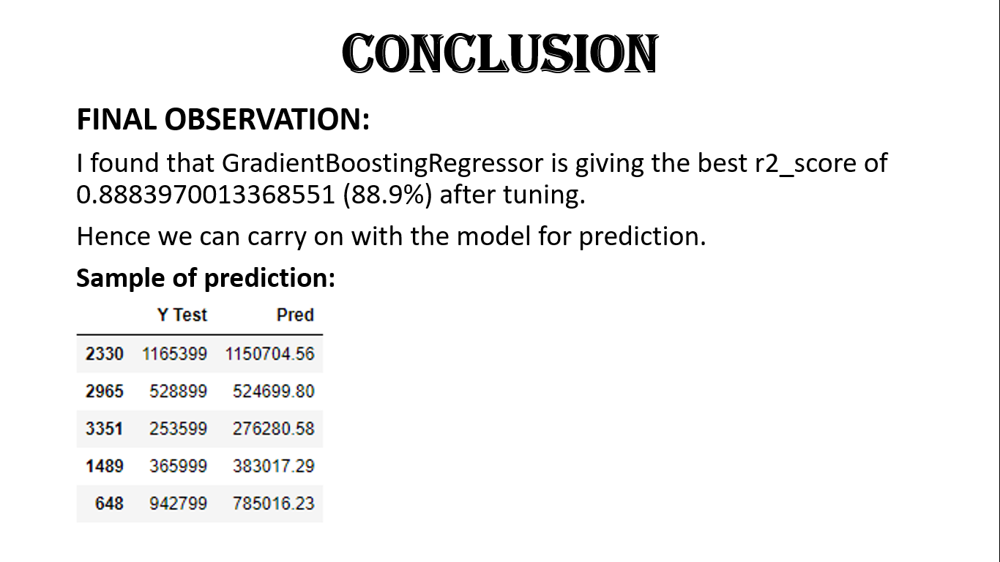 CONCLUSION
FINAL OBSERVATION:
I found that GradientBoostingRegressor is giving the best r2_score of
0.8883970013368551 (88.9%) after tuning.
Hence we can carry on with the model for prediction.
Sample of prediction:
Y Test Pred
2330 1165399 1150704.56
2965 528899 524699.80
3351 253599 276280.58
1489 365999 383017.29
648 942799 785016.23